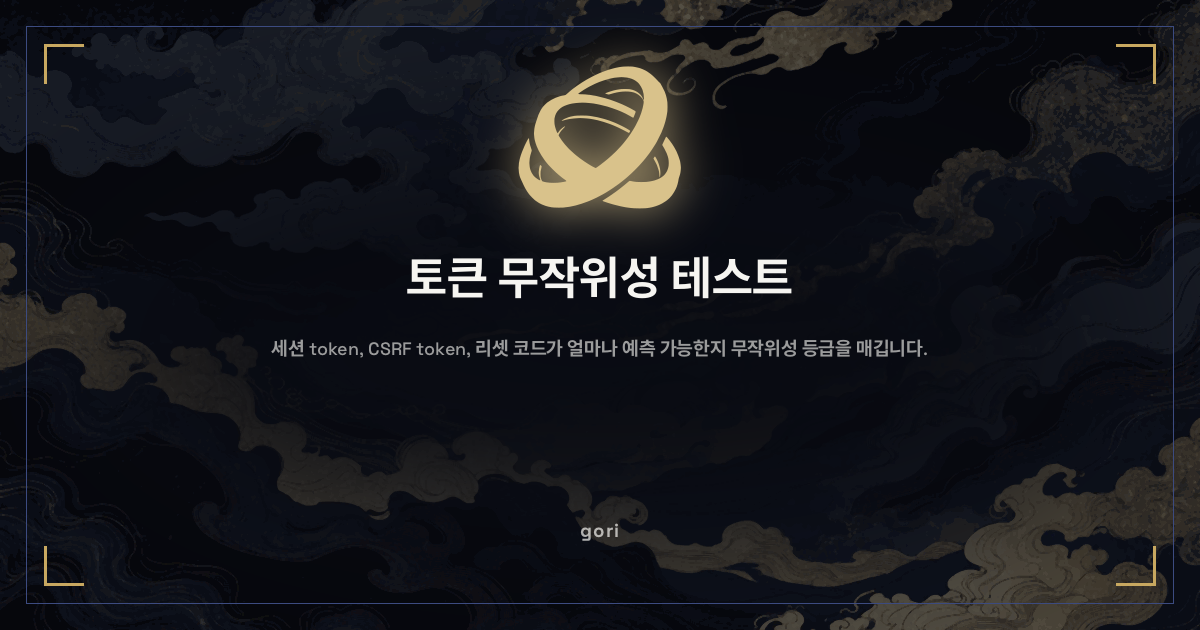 토큰 무작위성 테스트
세션 token, CSRF token, 리셋 코드가 얼마나 예측 가능한지 무작위성 등급을 매깁니다.
gori